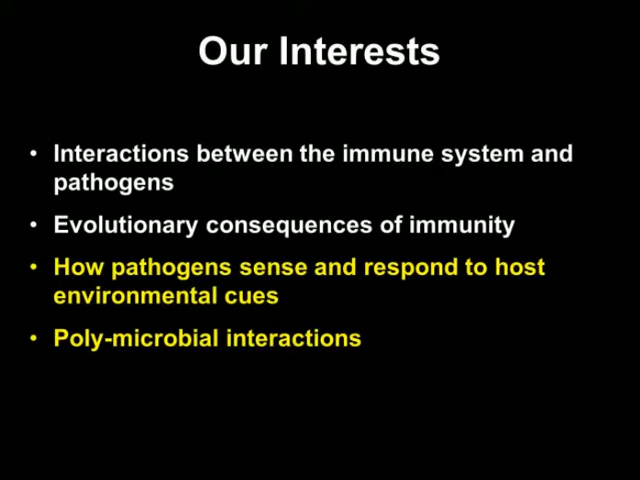 Our Interests
• Interactions between the immune system and
pathogens
• Evolutionary consequences of immunity
• How pathogens sense and respond to host
environmental cues
• Poly-microbial interactions